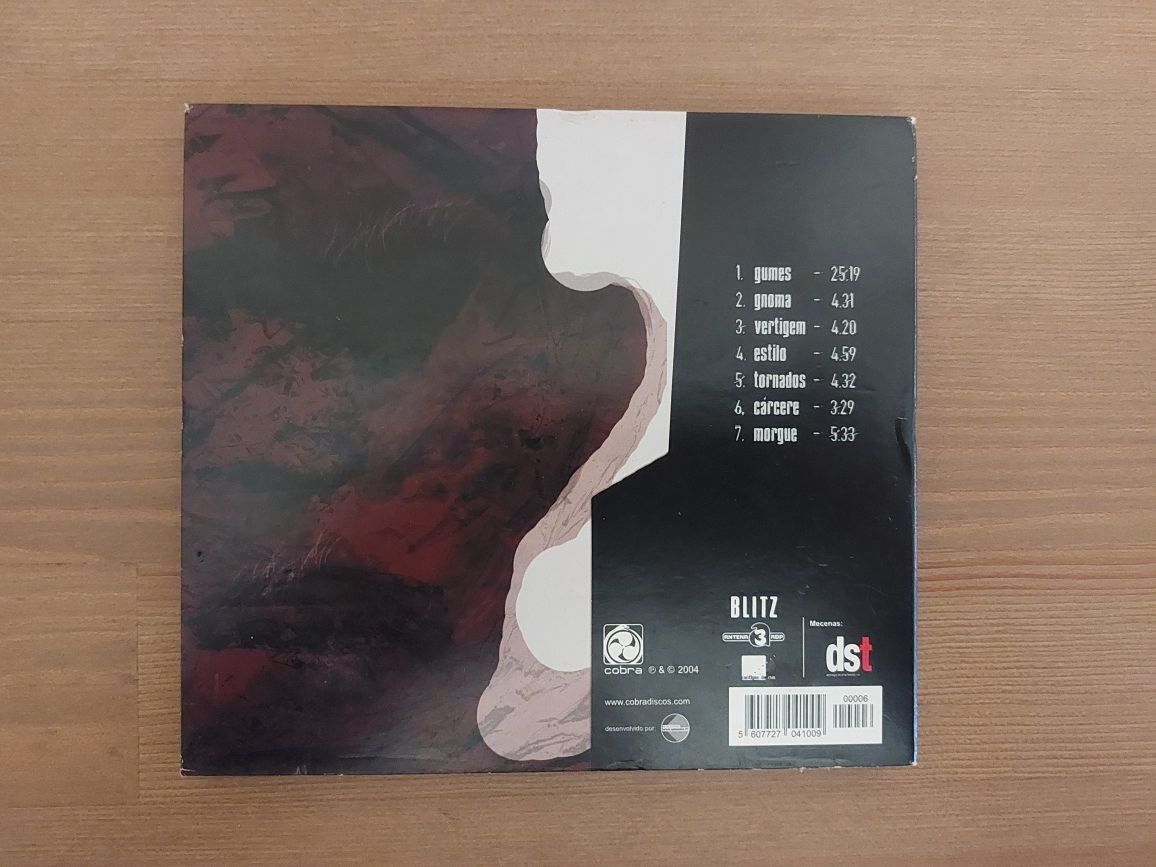 1. gumes - 25:19
2. gnoma - 4.31
3. vertigem - 4.20
4. estilo - 4.59
5. tornados - 4.32
6. cárcere - 3:29
7. morgue - 5:33
BLITZ
ANTENA 3 RDP
Mecenas:
dst
cobra ℗ & © 2004
www.cobradiscos.com
desenvolvido por:
00006
5 607727 041009